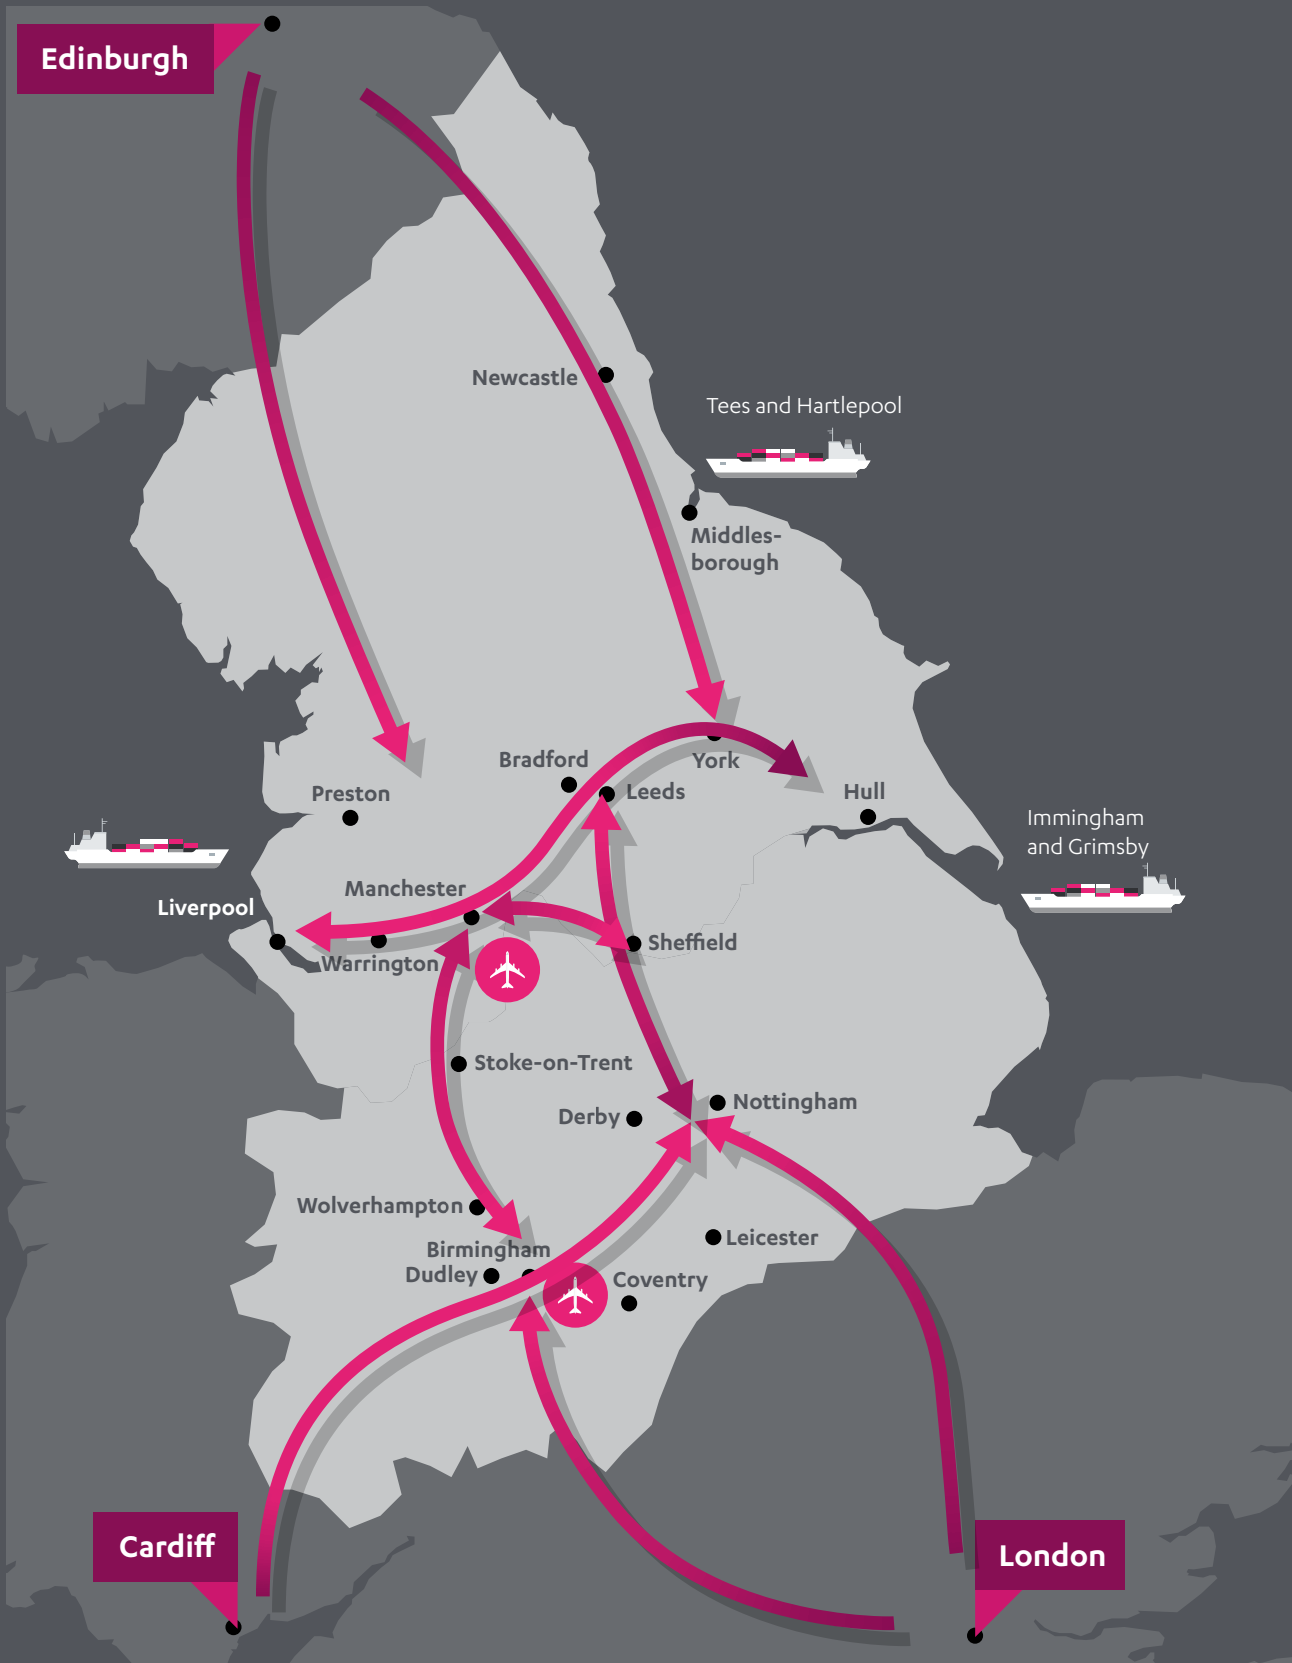 Edinburgh
Newcastle
Tees and Hartlepool
Middles-
borough
Bradford
York
Preston
Leeds
Hull
Immingham
and Grimsby
Manchester
Liverpool
Sheffield
Warrington
Stoke-on-Trent
Nottingham
Derby
Wolverhampton
Leicester
Birmingham
Dudley
Coventry
Cardiff
London